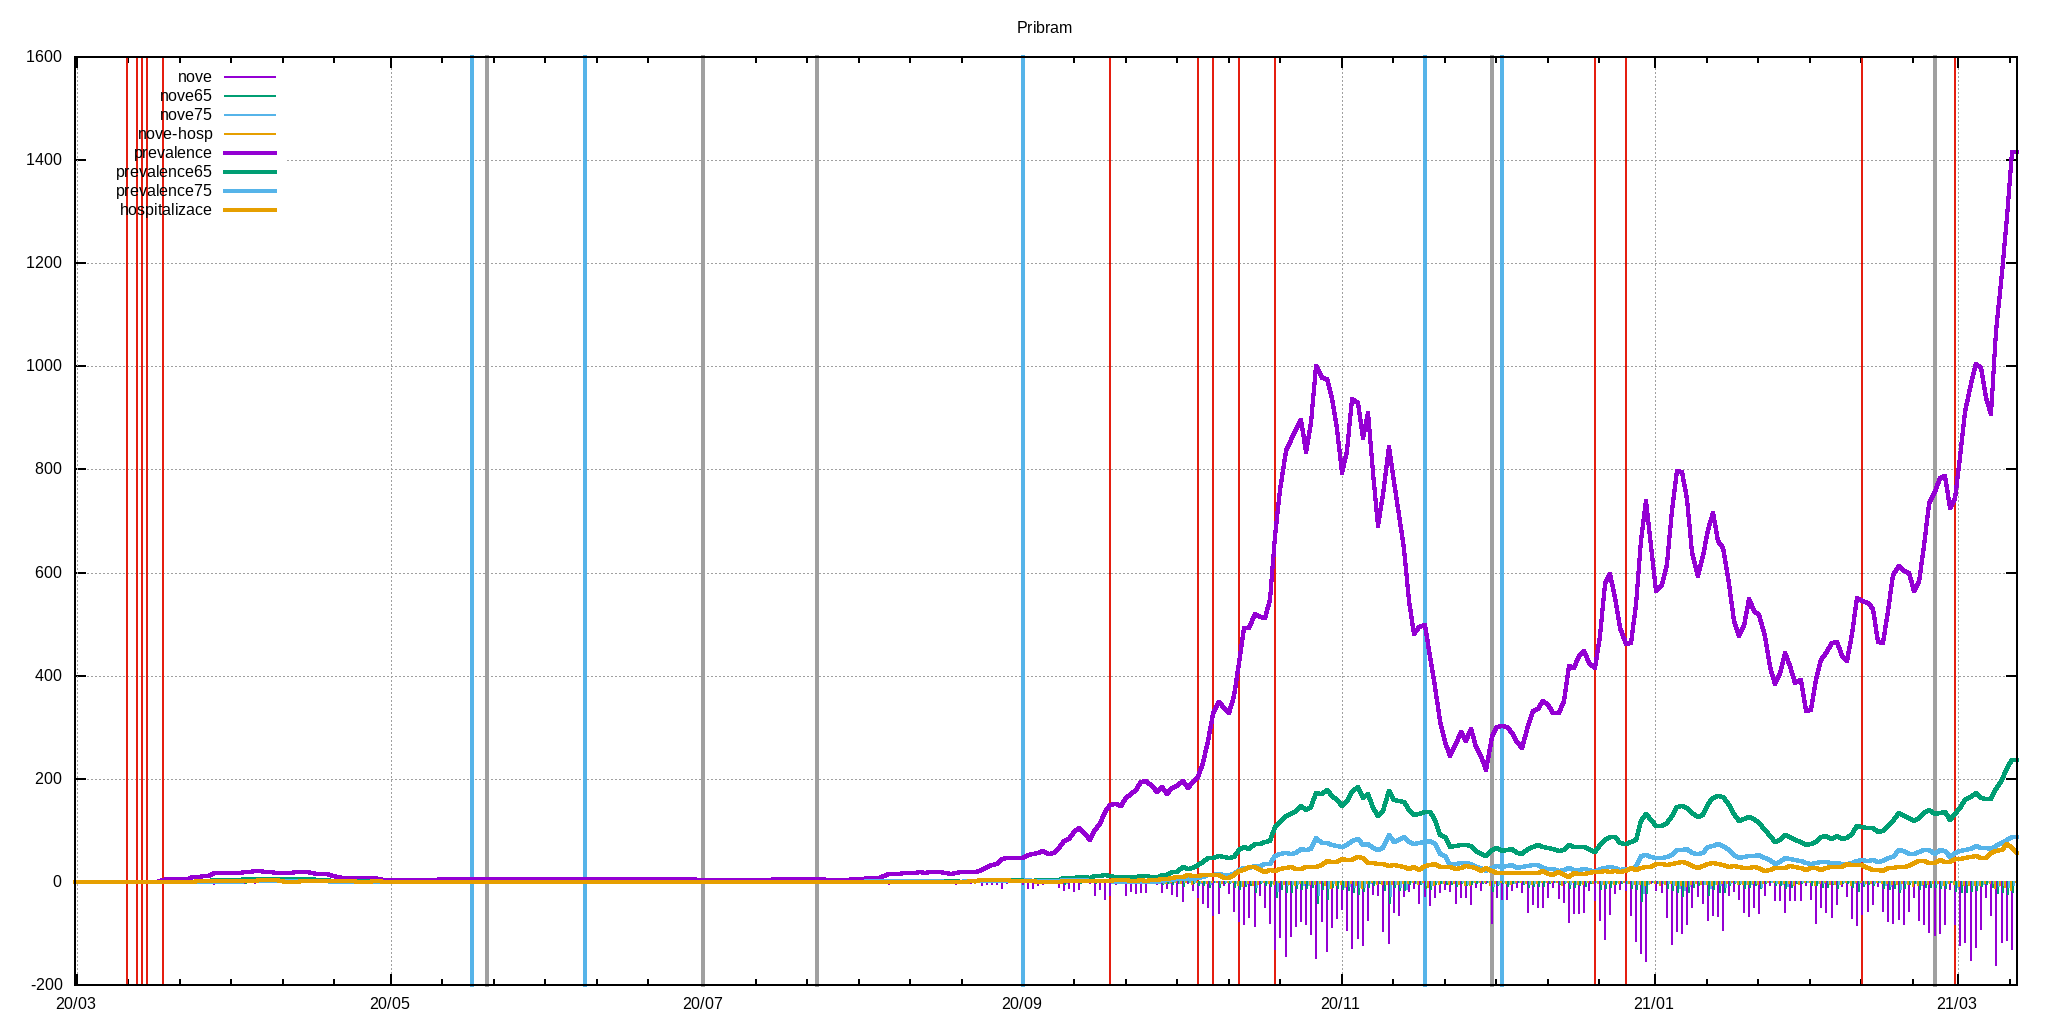 Pribram
1600
1400
1200
1000
800
600
400
200
0
-200
nove
nove65
nove75
nove-hosp
prevalence
prevalence65
prevalence75
hospitalizace
20/03 20/05 20/07 20/09 20/11 21/01 21/03